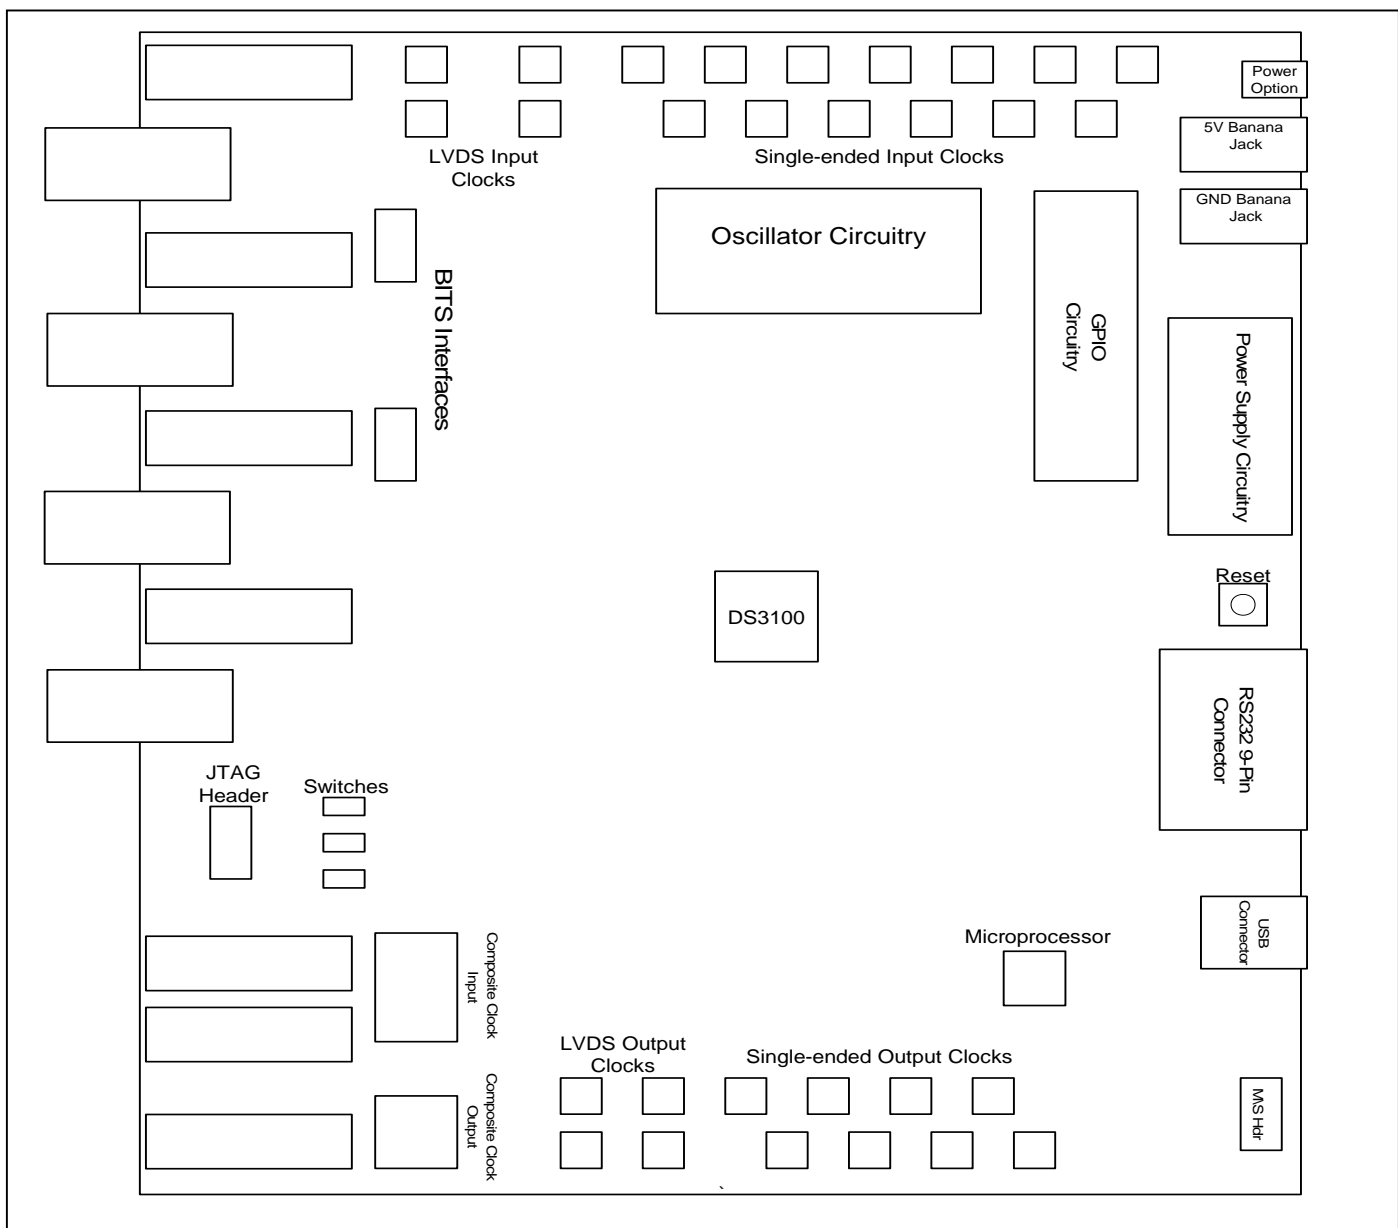 Power
Option
5V Banana
Jack
LVDS Input
Clocks
Single-ended Input Clocks
GND Banana
Jack
Oscillator Circuitry
BITS Interfaces
GPIO
Circuitry
Power Supply Circuitry
Reset
DS3100
RS232 9-Pin
Connector
JTAG
Header
Switches
USB
Connector
Microprocessor
Composite Clock
Input
LVDS Output
Clocks
Single-ended Output Clocks
Composite Clock
Output
M\S Hdr
`